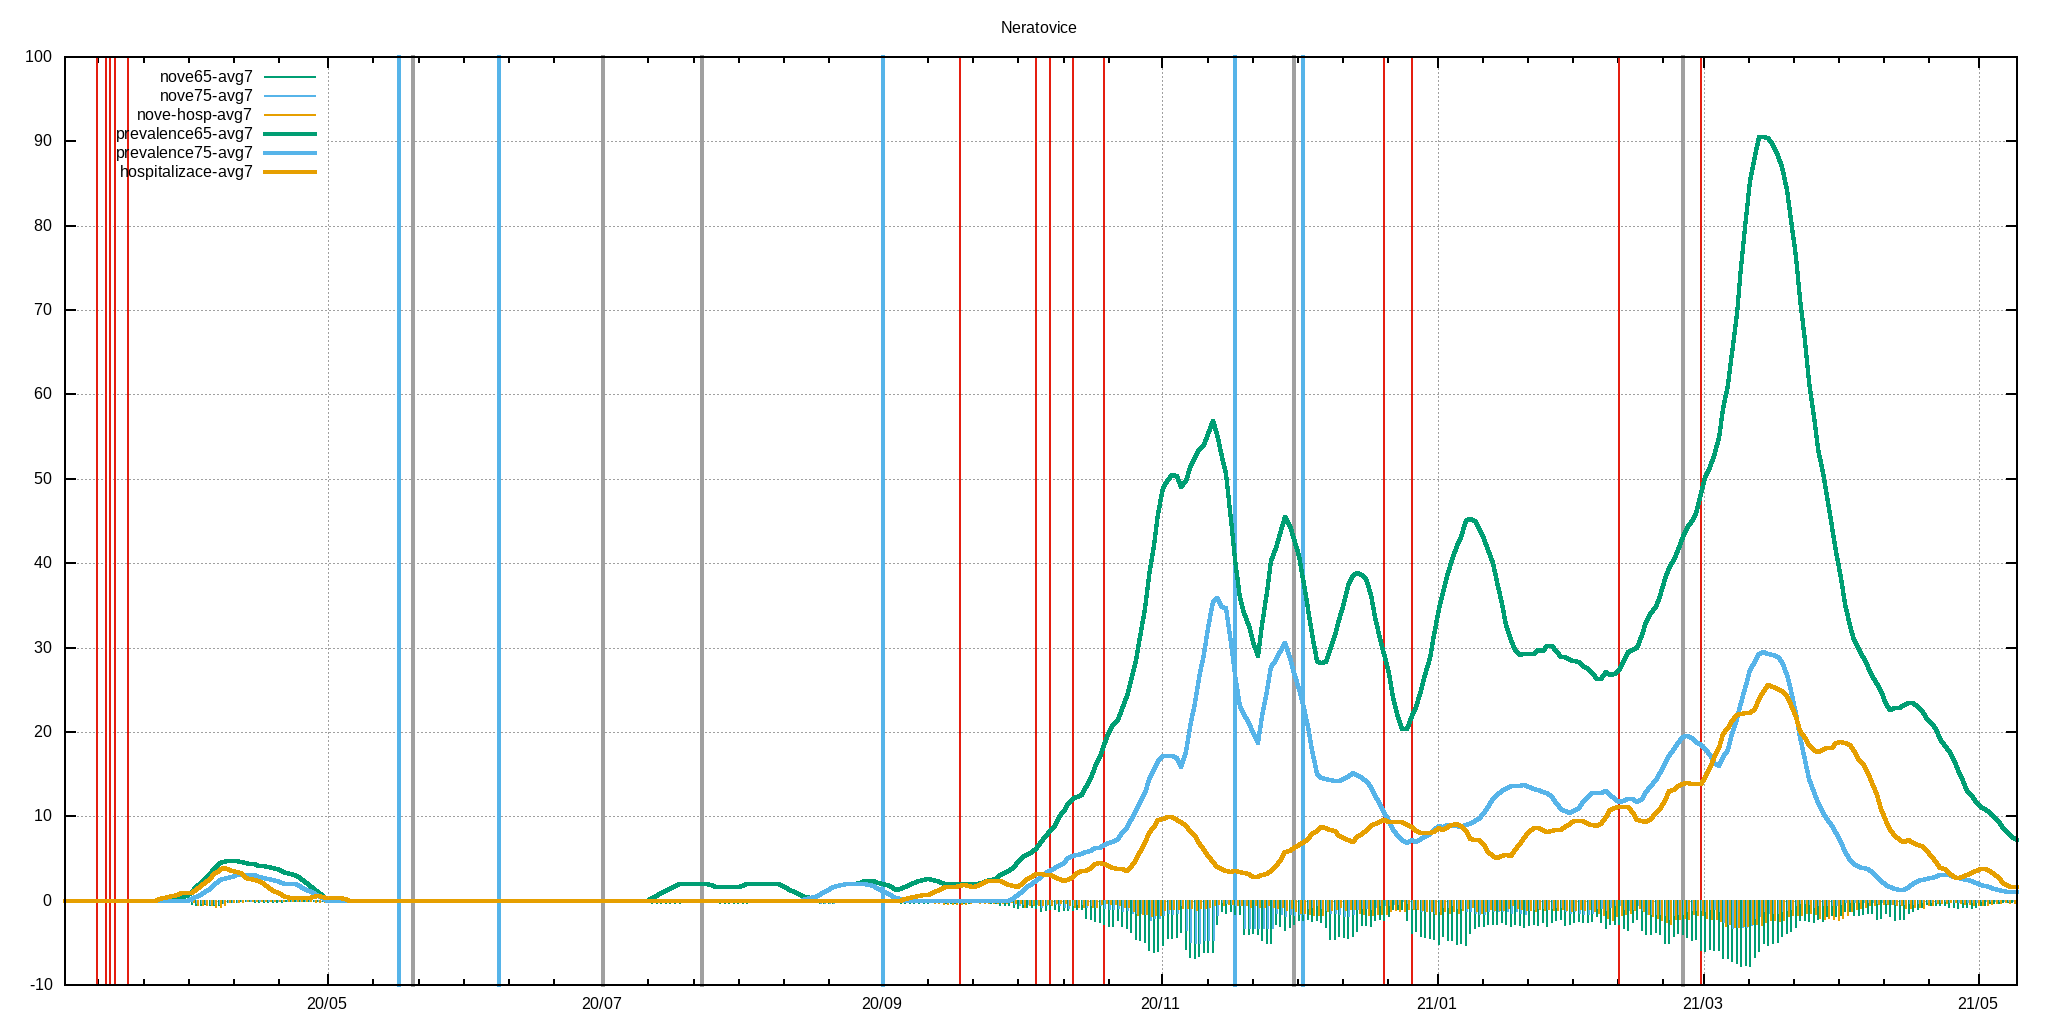 Neratovice
100
90
80
70
60
50
40
30
20
10
0
-10
nove65-avg7
nove75-avg7
nove-hosp-avg7
prevalence65-avg7
prevalence75-avg7
hospitalizace-avg7
20/05 20/07 20/09 20/11 21/01 21/03 21/05